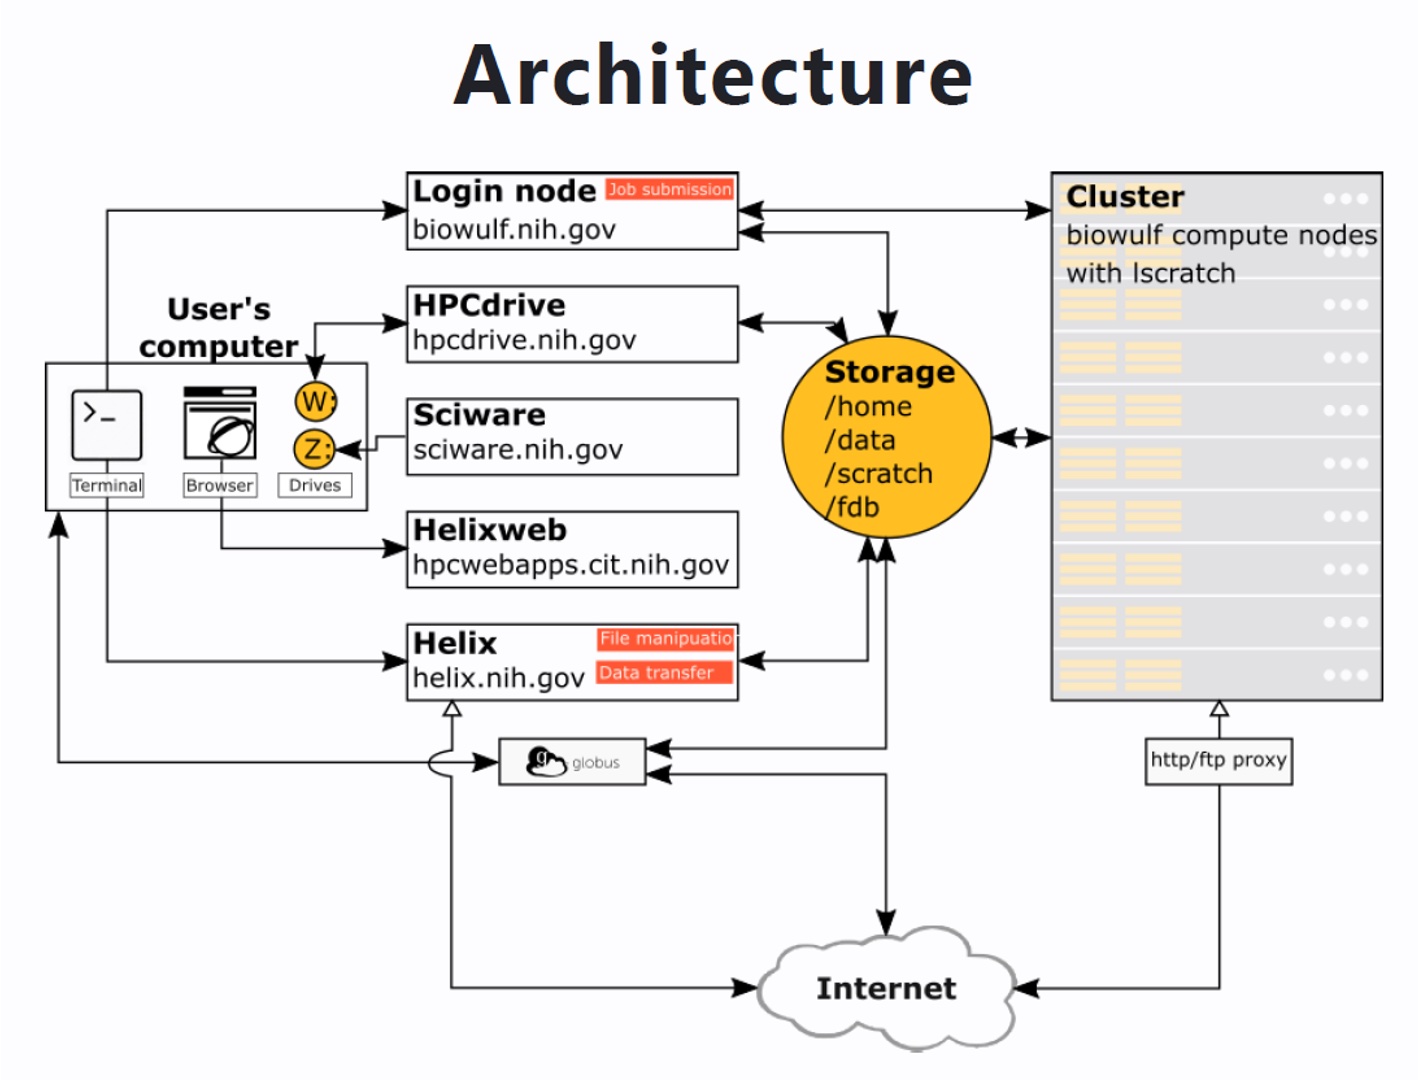 Architecture
Login node Job submission
biowulf.nih.gov
Cluster
biowulf compute nodes
with lscratch
User's
computer
>_
Terminal
Browser
W:
Z:
Drives
HPCdrive
hpcdrive.nih.gov
Sciware
sciware.nih.gov
Helixweb
hpcwebapps.cit.nih.gov
Helix File manipuation
helix.nih.gov Data transfer
Storage
/home
/data
/scratch
/fdb
g globus
http/ftp proxy
Internet